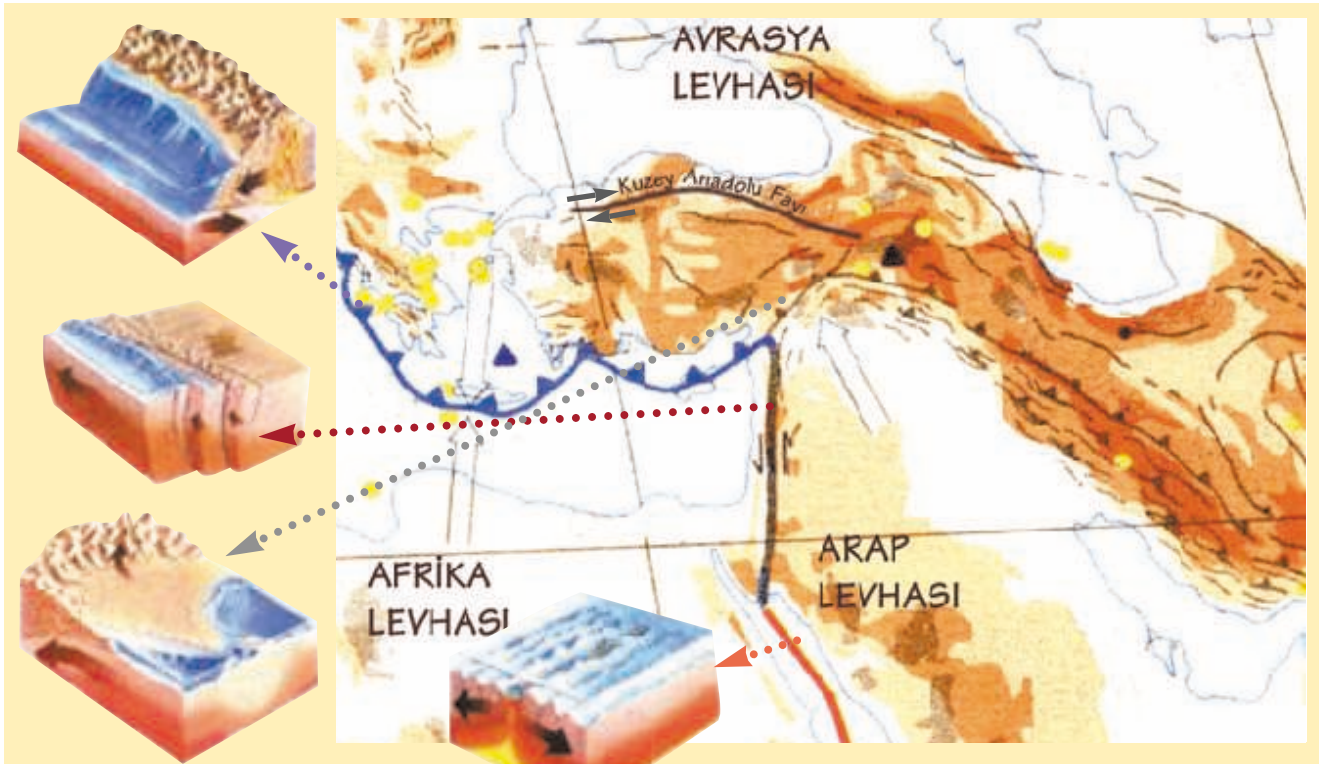 AVRASYA
LEVHASI
Kuzey Anadolu Fayı
AFRİKA
LEVHASI
ARAP
LEVHASI